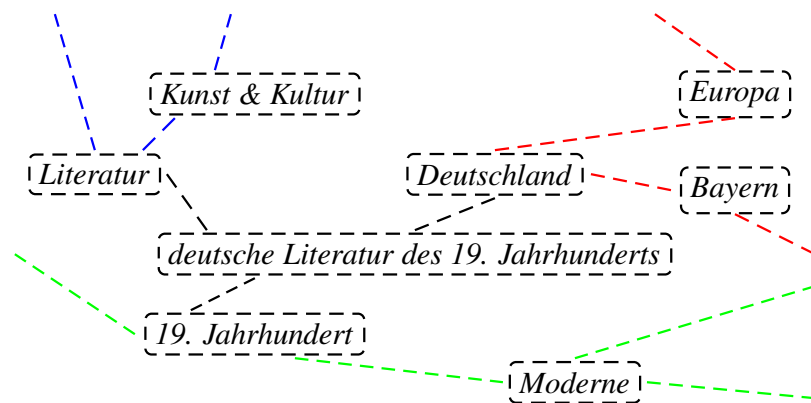 Kunst & Kultur
Europa
Literatur
Deutschland
Bayern
deutsche Literatur des 19. Jahrhunderts
19. Jahrhundert
Moderne